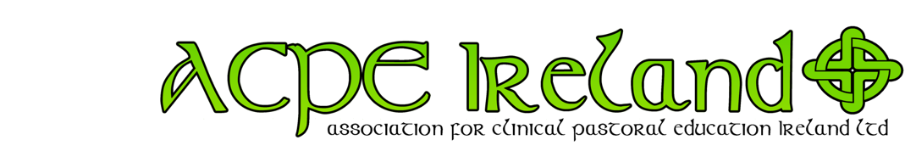 ACPE Ireland
association for clinical pastoral education Ireland Ltd